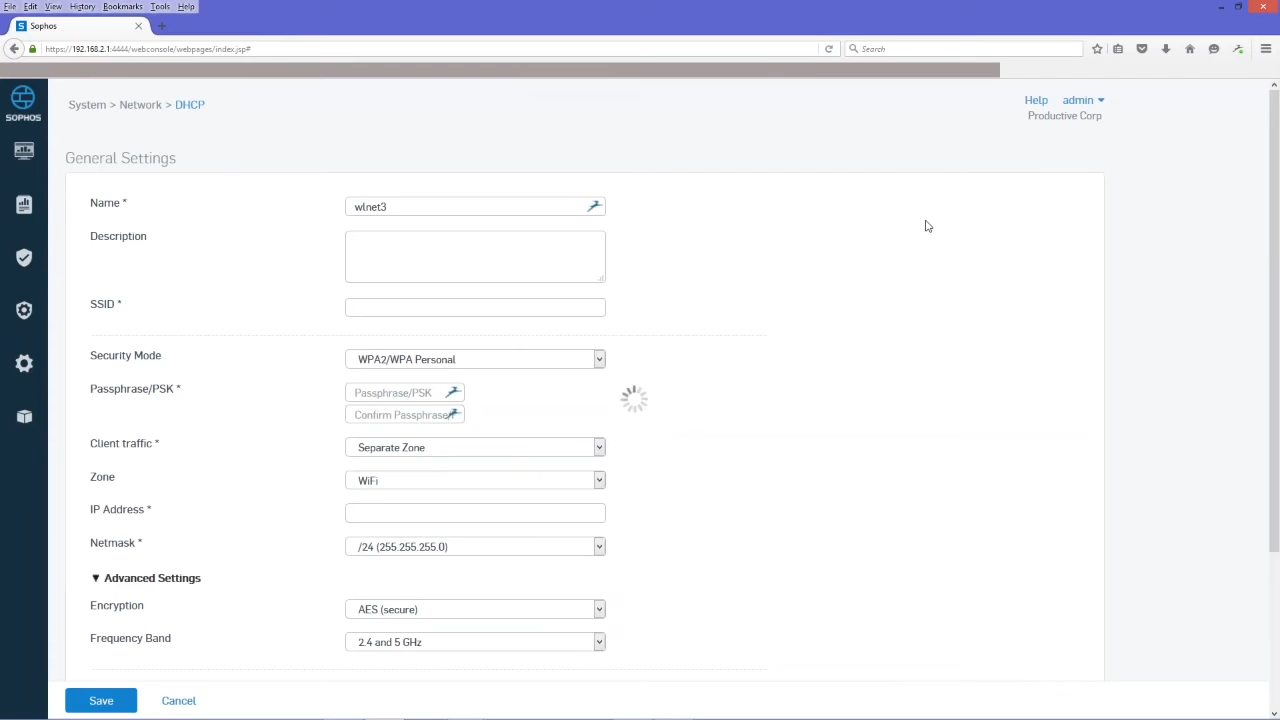 File Edit View History Bookmarks Tools Help
Sophos
https://192.168.2.1:4444/webconsole/webpages/index.jsp#
Search
SOPHOS
System > Network > DHCP
Help admin
Productive Corp
General Settings
Name *
wlnet3
Description
SSID *
Security Mode
WPA2/WPA Personal
Passphrase/PSK *
Passphrase/PSK
Confirm Passphrase/
Client traffic *
Separate Zone
Zone
WiFi
IP Address *
Netmask *
/24 (255.255.255.0)
▼ Advanced Settings
Encryption
AES (secure)
Frequency Band
2.4 and 5 GHz
Save
Cancel